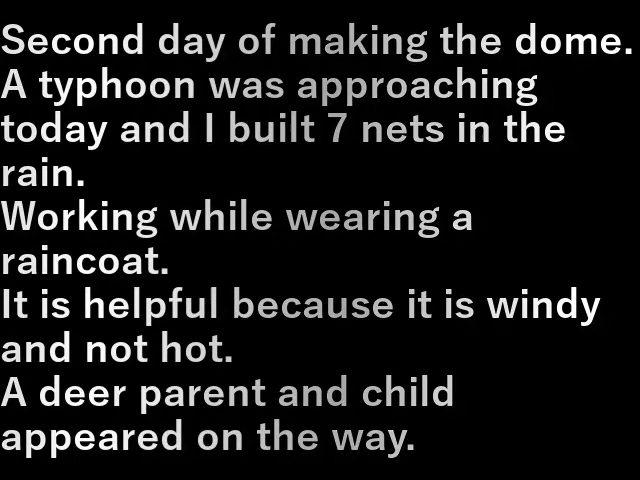 Second day of making the dome.
A typhoon was approaching
today and I built 7 nets in the
rain.
Working while wearing a
raincoat.
It is helpful because it is windy
and not hot.
A deer parent and child
appeared on the way.